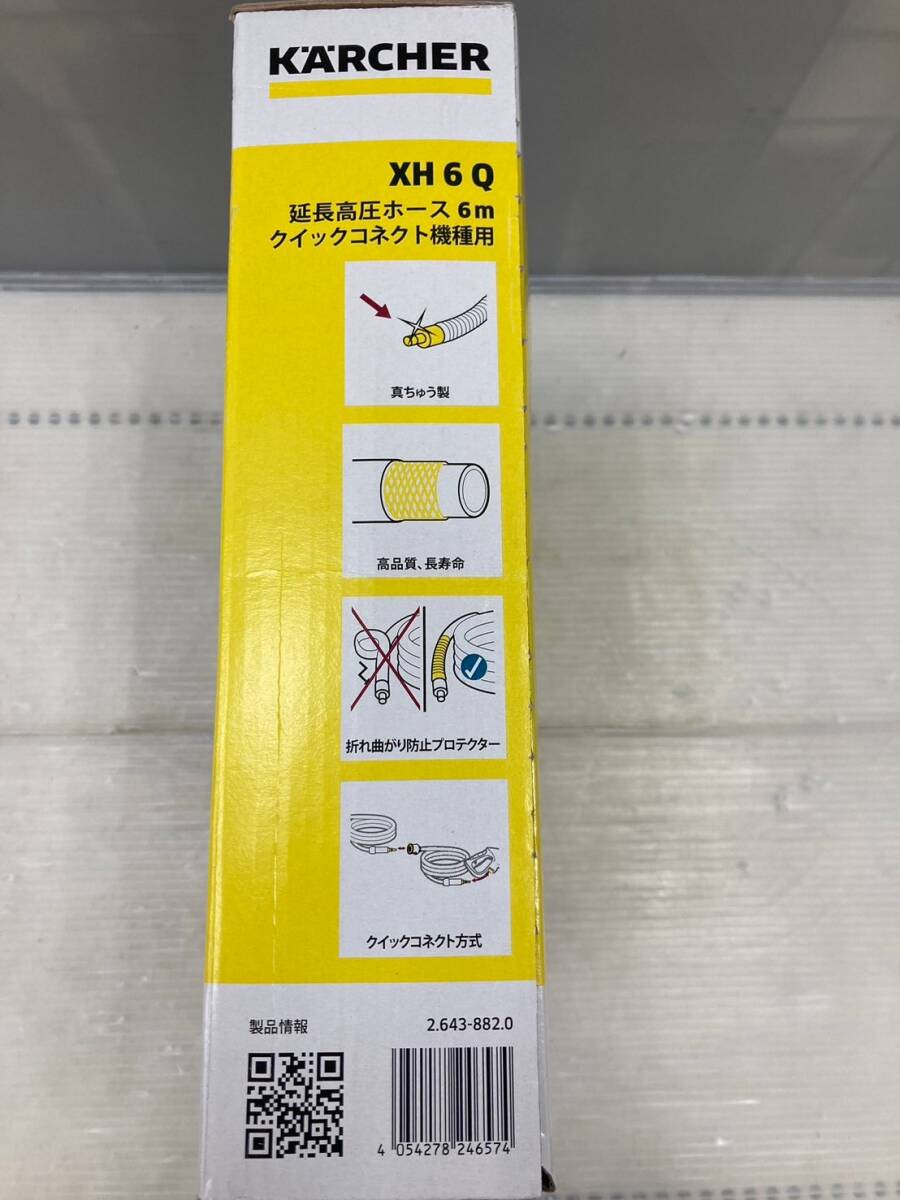 KÄRCHER
XH 6 Q
延長高圧ホース 6m
クイックコネクト機種用
真ちゅう製
高品質、長寿命
折れ曲がり防止プロテクター
クイックコネクト方式
製品情報
2.643-882.0
4 054278 246574